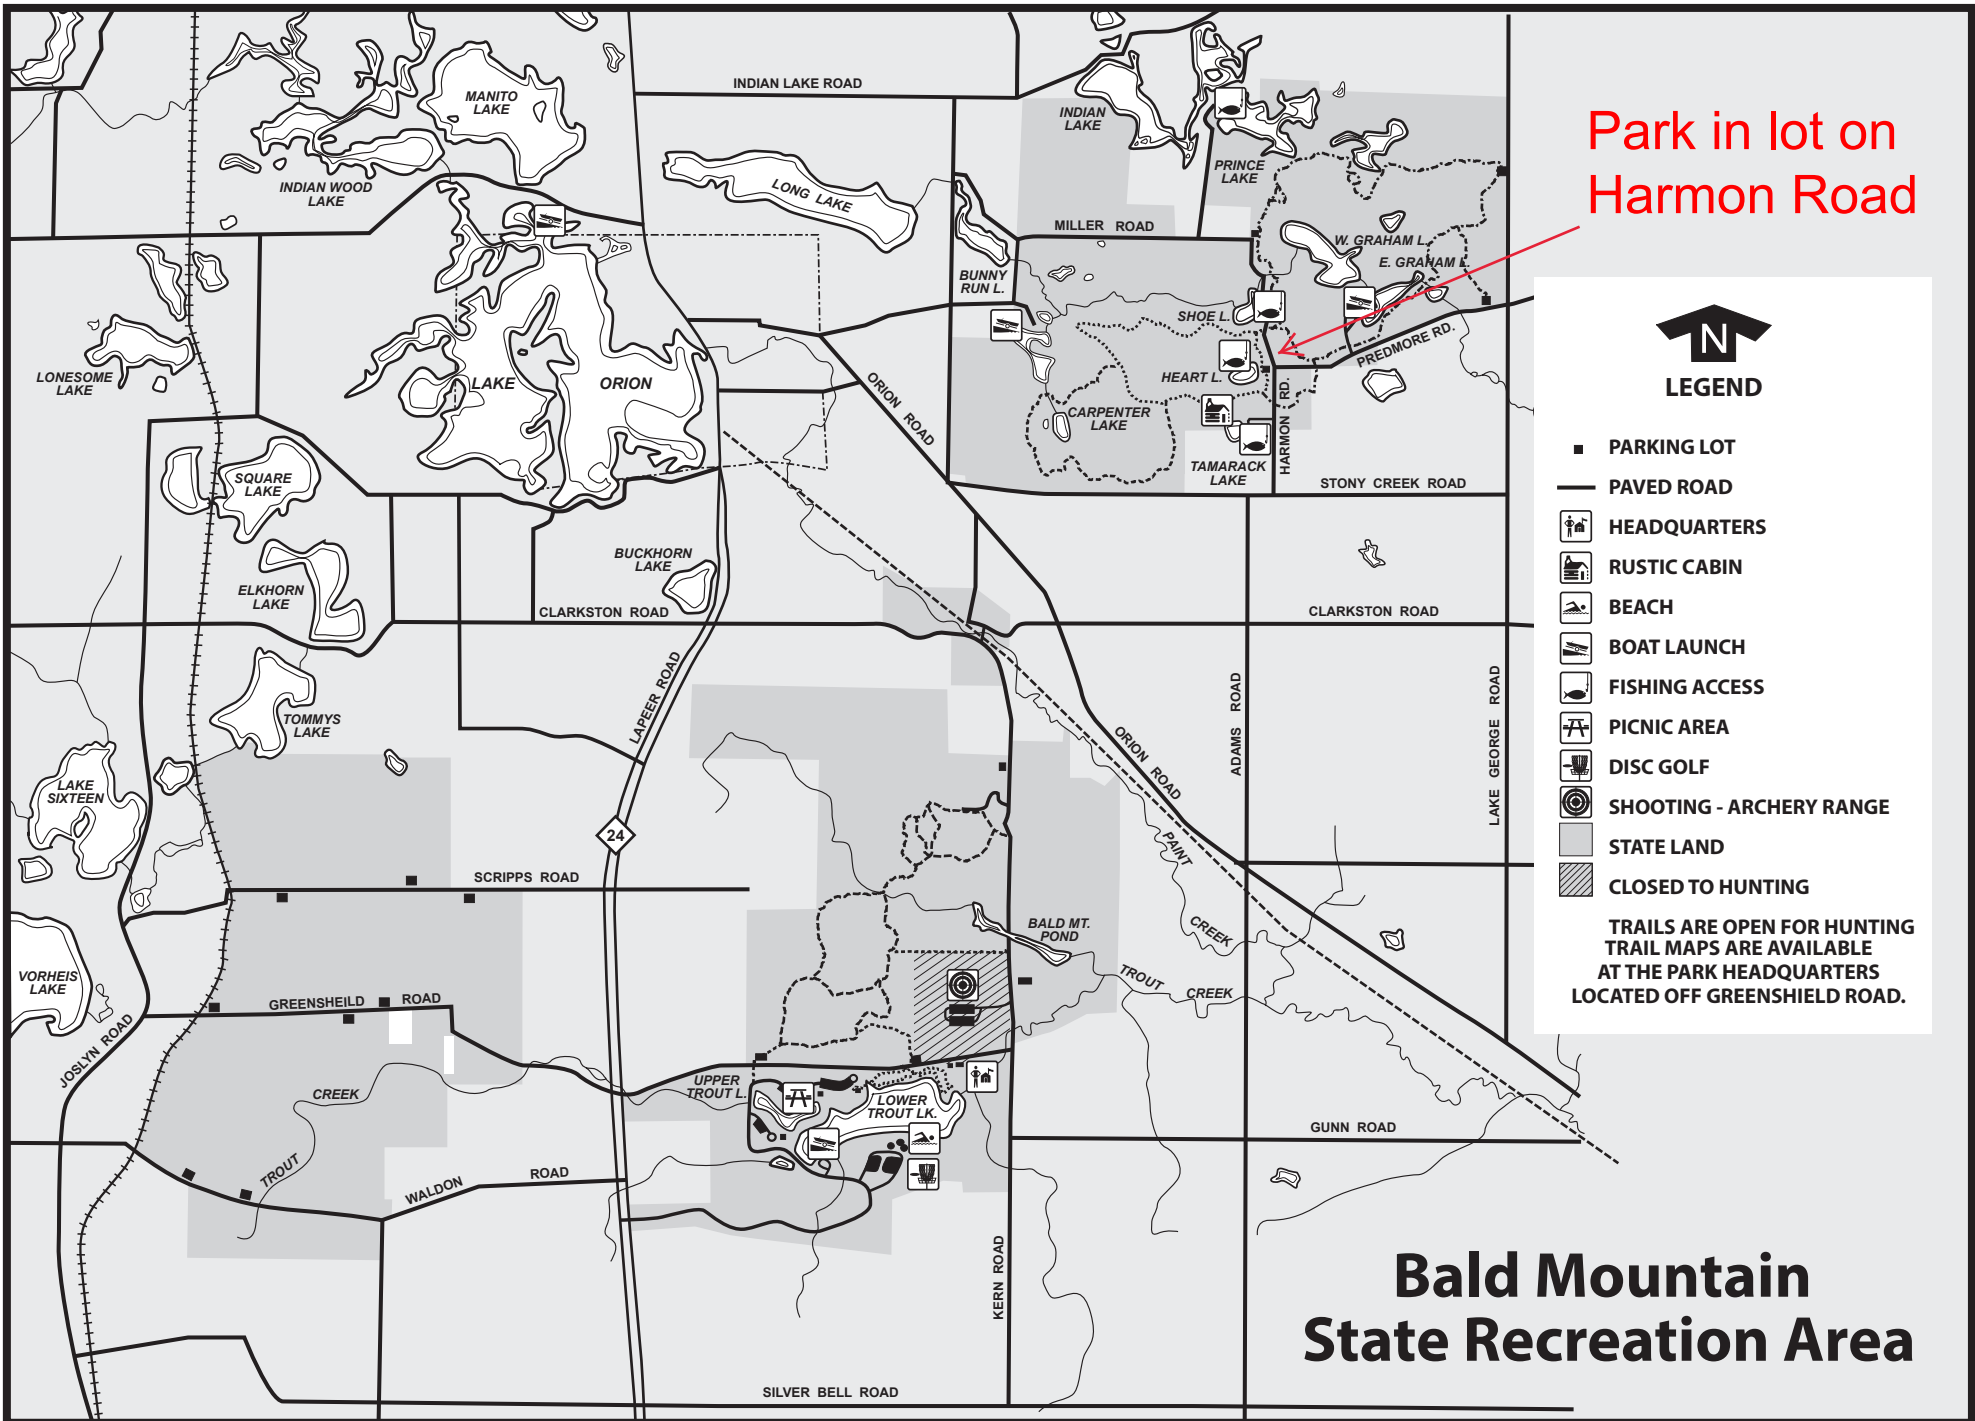 INDIAN LAKE ROAD
MANITO
LAKE
INDIAN
LAKE
Park in lot on
Harmon Road
PRINCE
LAKE
INDIAN WOOD
LAKE
LONG LAKE
MILLER ROAD
W. GRAHAM L.
E. GRAHAM L.
BUNNY
RUN L.
SHOE L.
PREDMORE RD.
LONESOME
LAKE
LAKE ORION
ORION ROAD
HEART L.
HARMON RD.
CARPENTER
LAKE
TAMARACK
LAKE
STONY CREEK ROAD
SQUARE
LAKE
BUCKHORN
LAKE
ELKHORN
LAKE
CLARKSTON ROAD
CLARKSTON ROAD
LAPEER ROAD
ADAMS ROAD
LAKE GEORGE ROAD
TOMMYS
LAKE
ORION ROAD
LAKE
SIXTEEN
24
PAINT
CREEK
SCRIPPS ROAD
BALD MT.
POND
TROUT CREEK
VORHEIS
LAKE
GREENSHEILD ROAD
JOSLYN ROAD
UPPER
TROUT L.
LOWER
TROUT LK.
CREEK
TROUT
GUNN ROAD
WALDON ROAD
KERN ROAD
SILVER BELL ROAD
N
LEGEND
PARKING LOT
PAVED ROAD
HEADQUARTERS
RUSTIC CABIN
BEACH
BOAT LAUNCH
FISHING ACCESS
PICNIC AREA
DISC GOLF
SHOOTING - ARCHERY RANGE
STATE LAND
CLOSED TO HUNTING
TRAILS ARE OPEN FOR HUNTING
TRAIL MAPS ARE AVAILABLE
AT THE PARK HEADQUARTERS
LOCATED OFF GREENSHIELD ROAD.
Bald Mountain
State Recreation Area